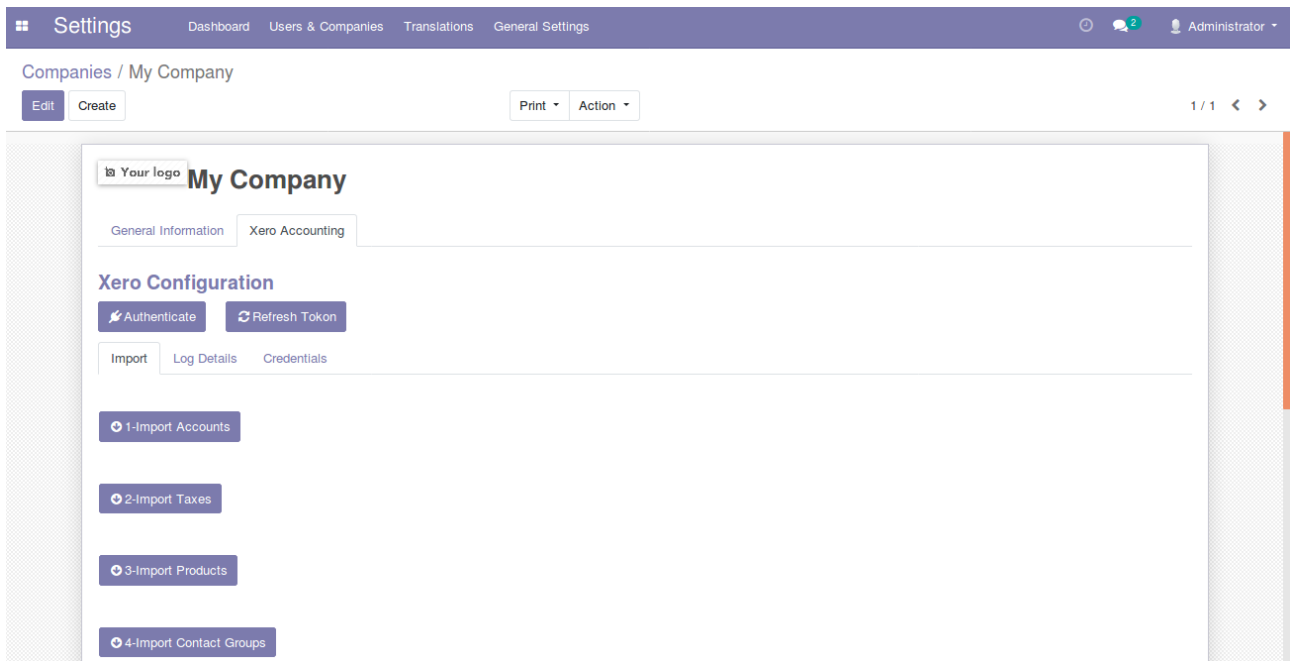 Settings Dashboard Users & Companies Translations General Settings 2 Administrator
Companies / My Company
Edit Create Print Action 1 / 1
Your logo My Company
General Information Xero Accounting
Xero Configuration
Authenticate Refresh Tokon
Import Log Details Credentials
1-Import Accounts
2-Import Taxes
3-Import Products
4-Import Contact Groups